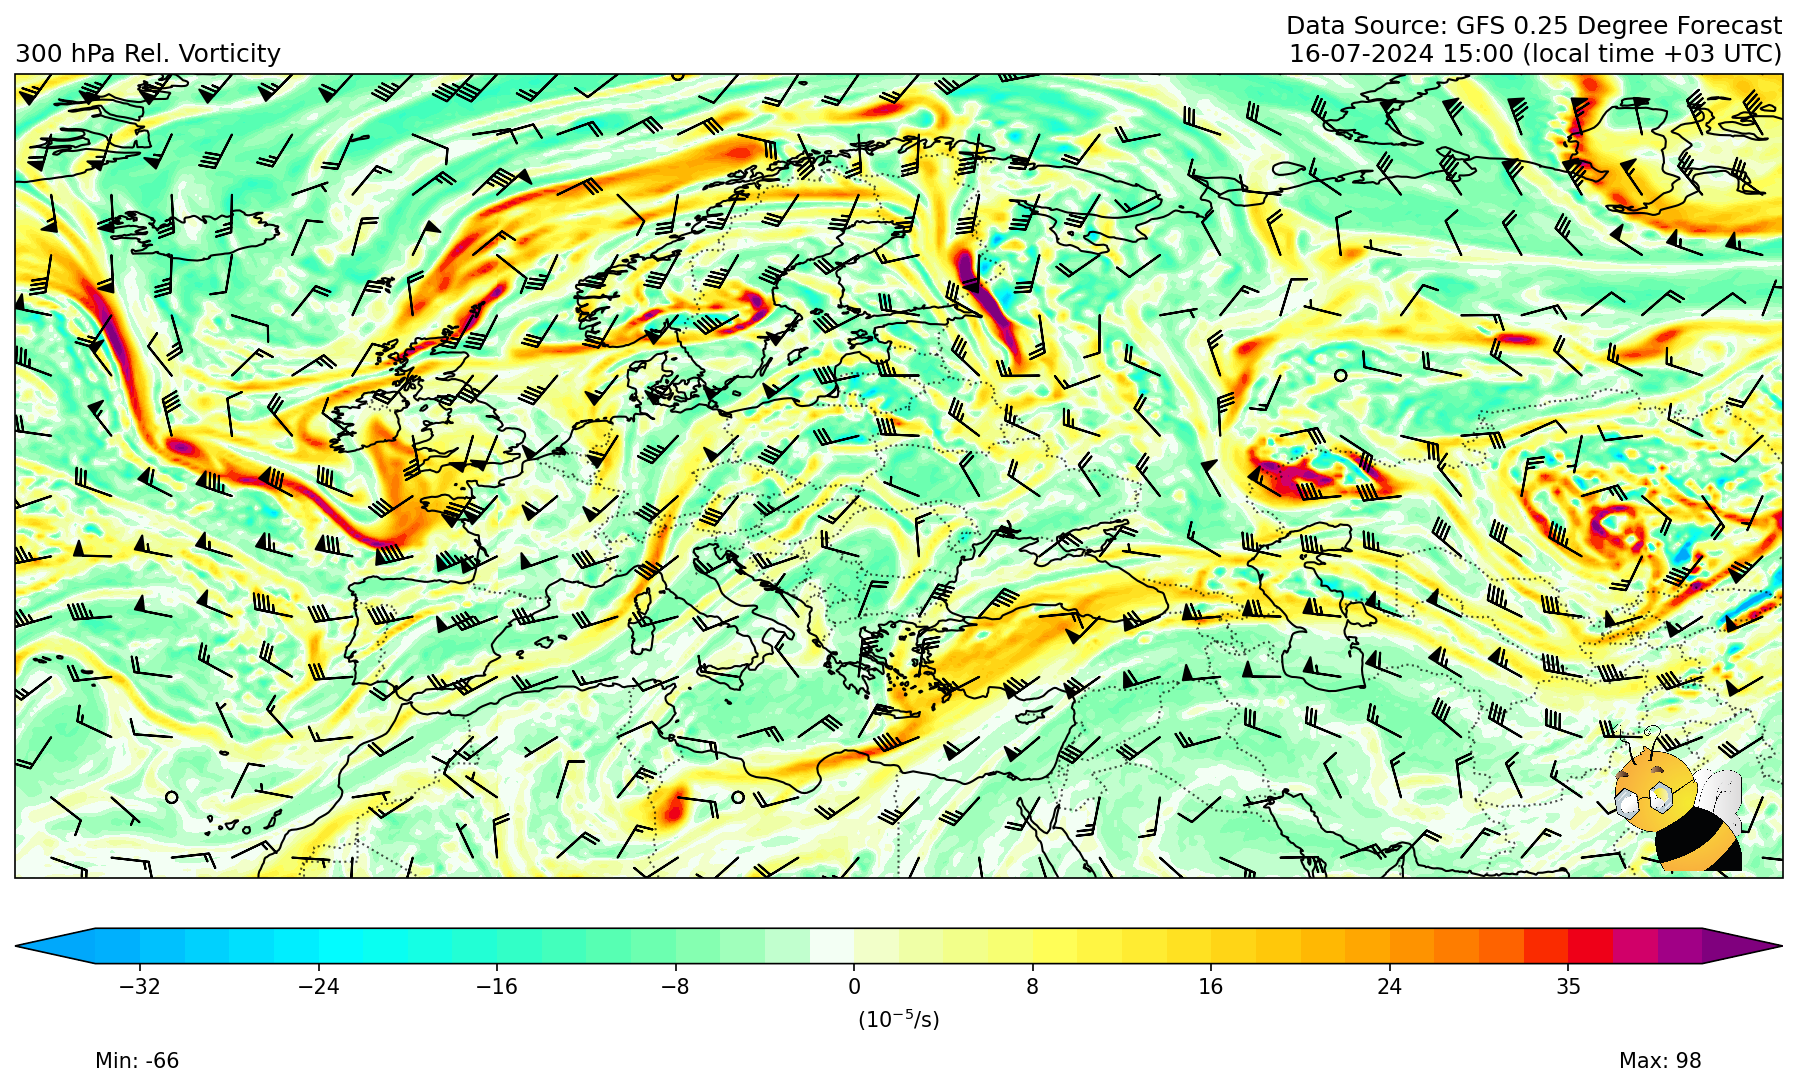 Data Source: GFS 0.25 Degree Forecast
300 hPa Rel. Vorticity
16-07-2024 15:00 (local time +03 UTC)
−32 −24 −16 −8 0 8 16 24 35
(10⁻⁵/s)
Min: -66
Max: 98